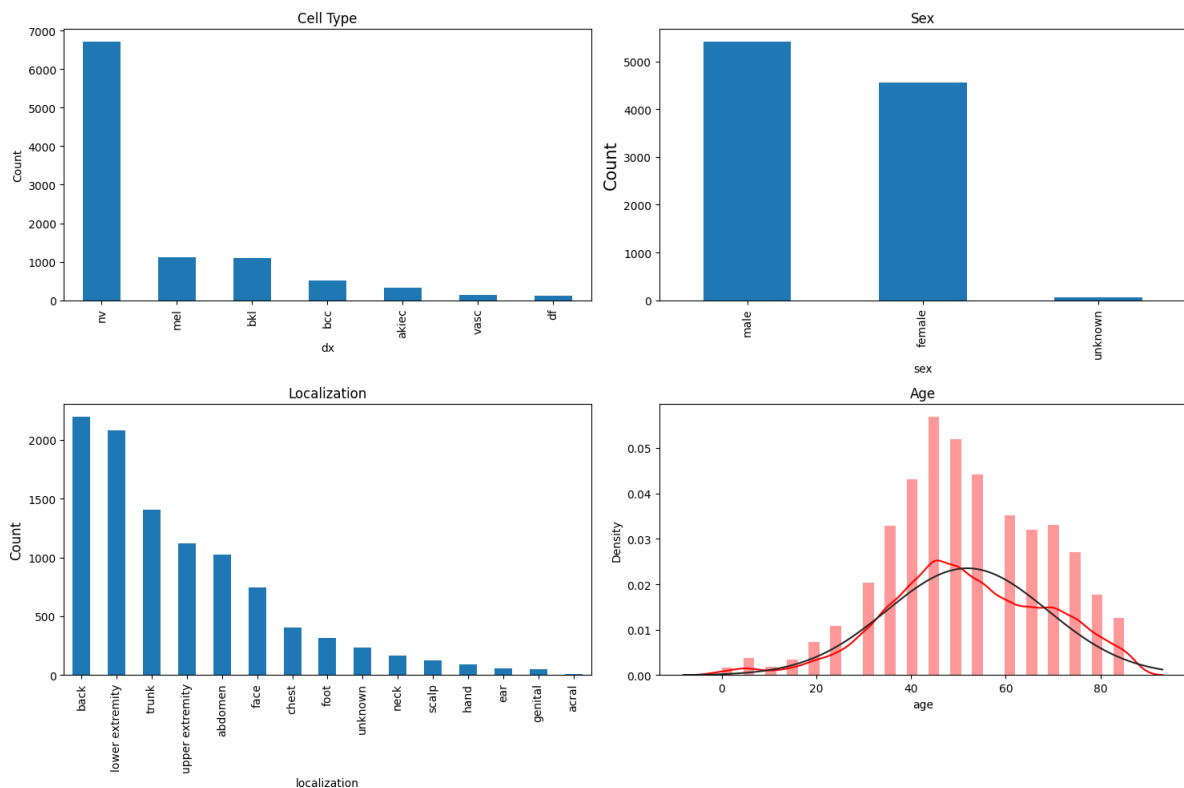 Cell Type
Count
7000
6000
5000
4000
3000
2000
1000
0
nv
mel
bkl
bcc
akiec
vasc
df
dx
Sex
Count
5000
4000
3000
2000
1000
0
male
female
unknown
sex
Localization
Count
2000
1500
1000
500
0
back
lower extremity
trunk
upper extremity
abdomen
face
chest
foot
unknown
neck
scalp
hand
ear
genital
acral
localization
Age
Density
0.05
0.04
0.03
0.02
0.01
0.00
0
20
40
60
80
age